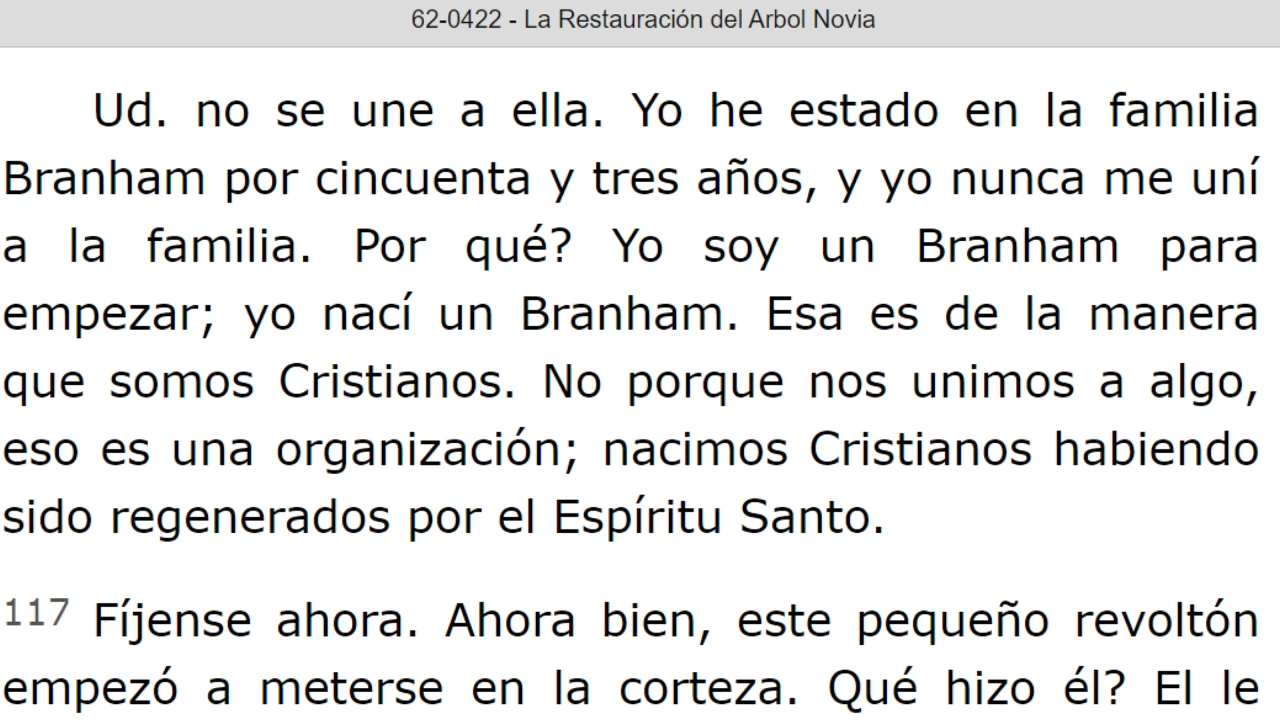 62-0422 - La Restauración del Arbol Novia
Ud. no se une a ella. Yo he estado en la familia
Branham por cincuenta y tres años, y yo nunca me uní
a la familia. Por qué? Yo soy un Branham para
empezar; yo nací un Branham. Esa es de la manera
que somos Cristianos. No porque nos unimos a algo,
eso es una organización; nacimos Cristianos habiendo
sido regenerados por el Espíritu Santo.
117 Fíjense ahora. Ahora bien, este pequeño revoltón
empezó a meterse en la corteza. Qué hizo él? El le